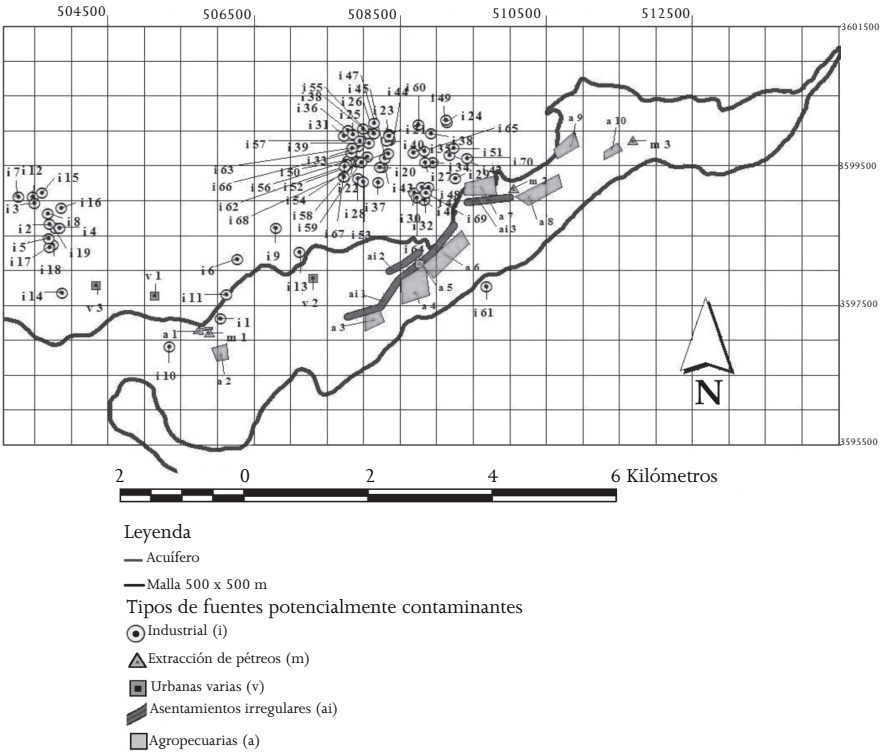 504500 506500 508500 510500 512500
3601500
i 47
i 55 i 45 i 60
i 38 i 44 i 49
i 26 i 23
i 36 i 25 i 24
i 31 i 65
i 57 i 38
i 39 i 40
i 63 i 33 i 51
i 66 i 50 i 20 i 70
i 56 i 52 i 27 i 34
i 62 i 54 i 22 i 43 i 29
i 68 i 58 i 28 i 37 i 48
i 59 i 30 i 69
i 67 i 53 i 32
a 9
a 10
m 3
3599500
i 7 i 12
i 15
i 3 i 16
i 2 i 8
i 4
i 5 i 19
i 17 i 18
a 7
a 8
ai 3
i 64
i 9
i 6 ai 2
a 6
v 1 i 13
i 14 v 3 i 11 v 2
a 5
ai 1 a 4
i 61
3597500
i 1
a 1 m 1
a 3
i 10 a 2
N
3595500
2 0 2 4 6 Kilómetros
Leyenda
Acuífero
Malla 500 x 500 m
Tipos de fuentes potencialmente contaminantes
Industrial (i)
Extracción de pétreos (m)
Urbanas varias (v)
Asentamientos irregulares (ai)
Agropecuarias (a)